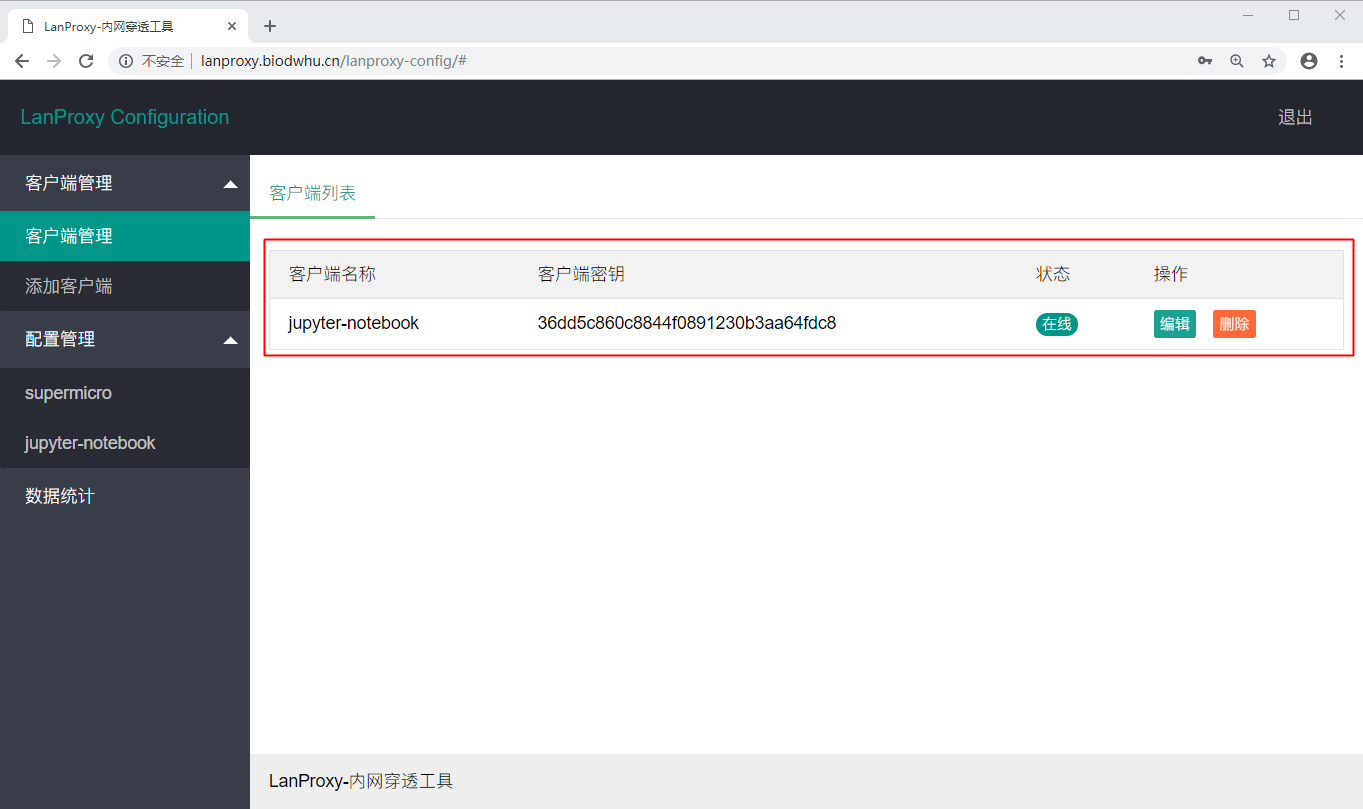 LanProxy-内网穿透工具
不安全 lanproxy.biodwhu.cn/lanproxy-config/#
LanProxy Configuration 退出
客户端管理
客户端管理
添加客户端
配置管理
supermicro
jupyter-notebook
数据统计
客户端列表
客户端名称 客户端密钥 状态 操作
jupyter-notebook 36dd5c860c8844f0891230b3aa64fdc8 在线 编辑 删除
LanProxy-内网穿透工具